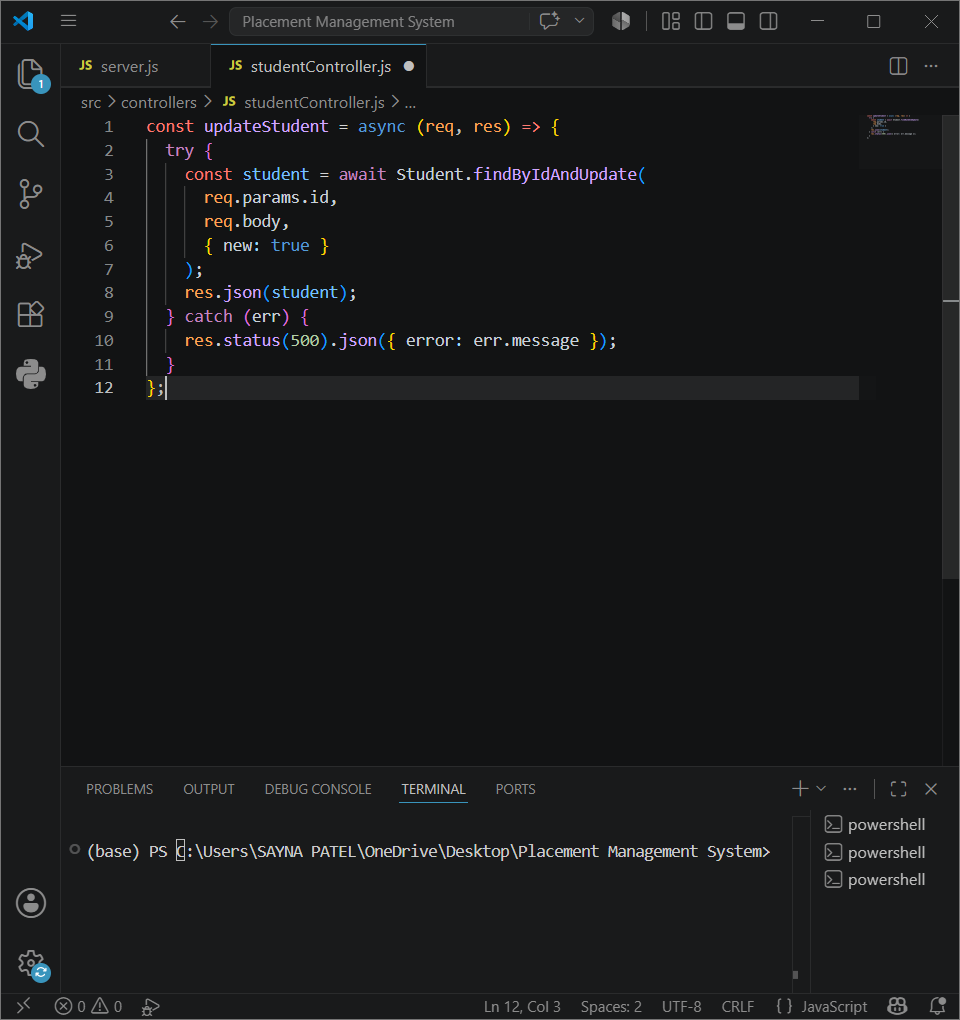 Placement Management System
JS server.js
JS studentController.js
1
src > controllers > JS studentController.js > ...
1 const updateStudent = async (req, res) => {
2 try {
3 const student = await Student.findByIdAndUpdate(
4 req.params.id,
5 req.body,
6 { new: true }
7 );
8 res.json(student);
9 } catch (err) {
10 res.status(500).json({ error: err.message });
11 }
12 };
PROBLEMS OUTPUT DEBUG CONSOLE TERMINAL PORTS
(base) PS C:\Users\SAYNA PATEL\OneDrive\Desktop\Placement Management System>
powershell
powershell
powershell
0 0 Ln 12, Col 3 Spaces: 2 UTF-8 CRLF { } JavaScript